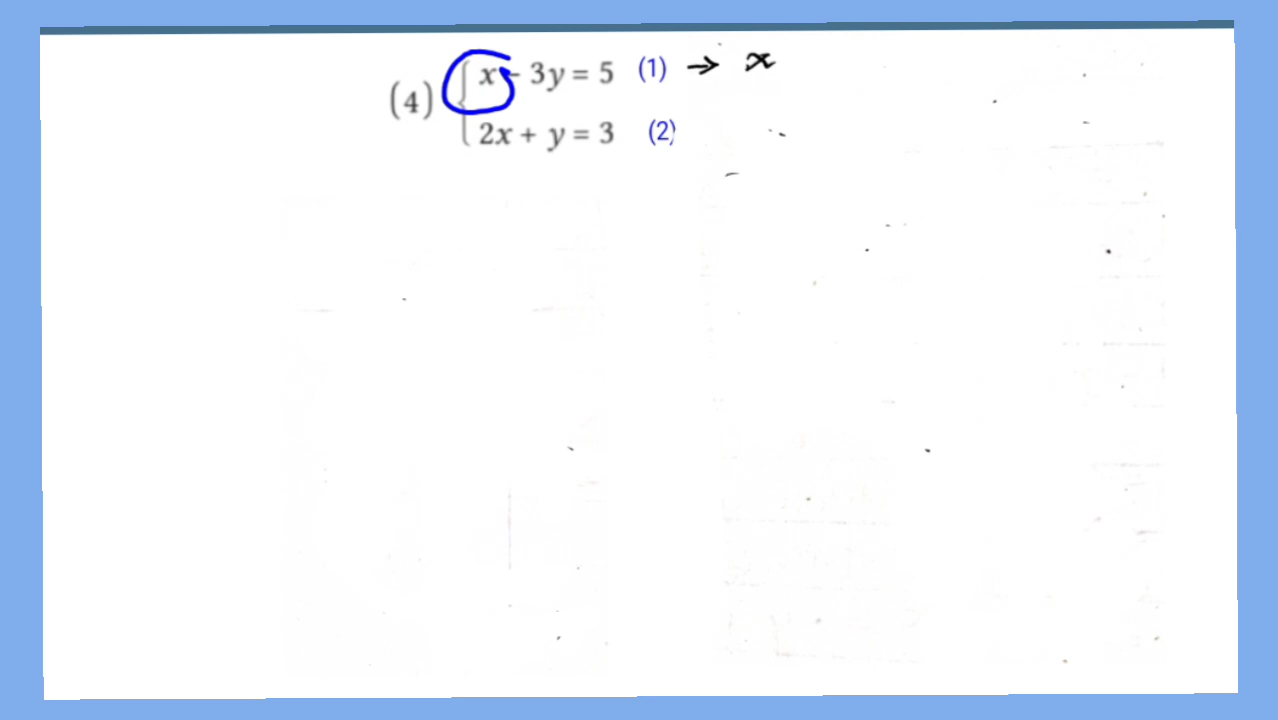 (4) { x - 3y = 5 (1) → x
2x + y = 3 (2)